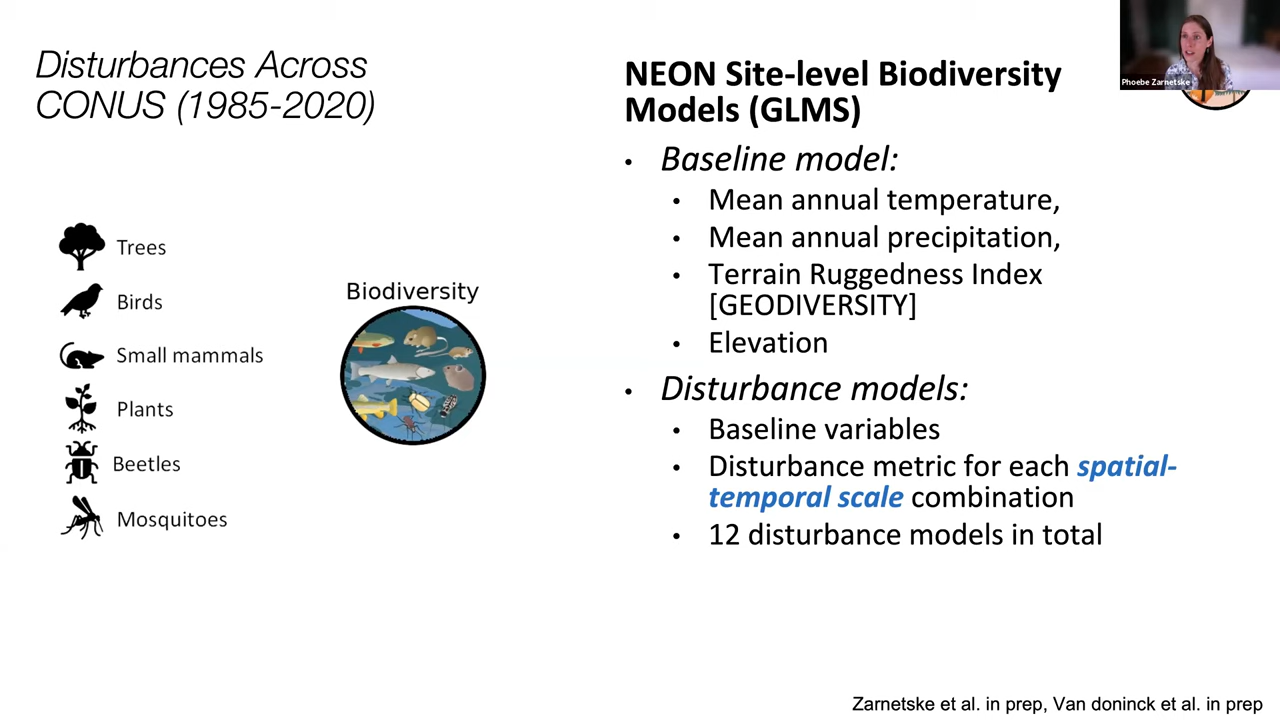 Disturbances Across
CONUS (1985-2020)
Trees
Birds
Small mammals
Plants
Beetles
Mosquitoes
Biodiversity
NEON Site-level Biodiversity
Models (GLMS)
• Baseline model:
• Mean annual temperature,
• Mean annual precipitation,
• Terrain Ruggedness Index
[GEODIVERSITY]
• Elevation
• Disturbance models:
• Baseline variables
• Disturbance metric for each spatial-
temporal scale combination
• 12 disturbance models in total
Phoebe Zarnetske
Zarnetske et al. in prep, Van doninck et al. in prep